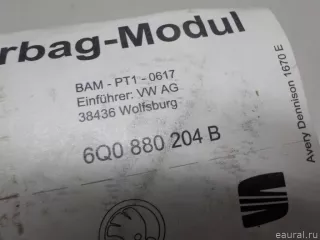 rbag-Modul
BAM - PT1 - 0617
Einführer: VW AG
38436 Wolfsburg
6Q0 880 204 B
Avery Dennison 1670 E
eaural.ru